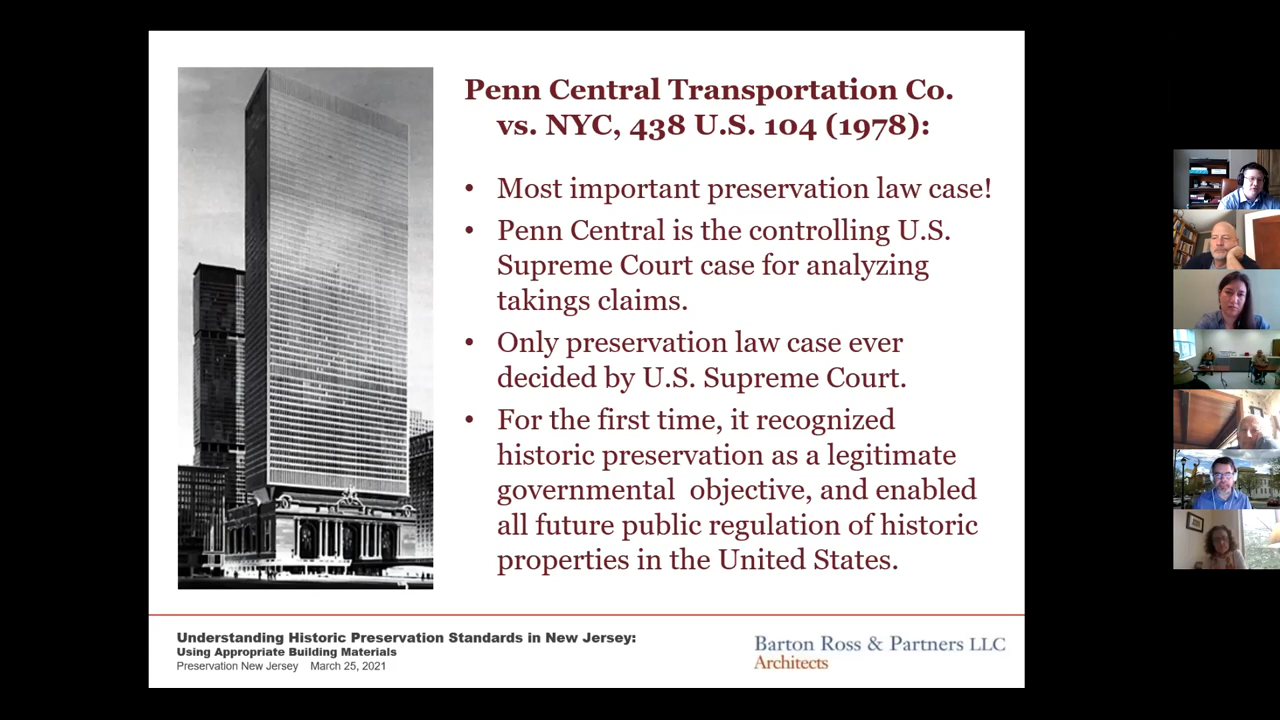 Penn Central Transportation Co.
vs. NYC, 438 U.S. 104 (1978):
• Most important preservation law case!
• Penn Central is the controlling U.S.
Supreme Court case for analyzing
takings claims.
• Only preservation law case ever
decided by U.S. Supreme Court.
• For the first time, it recognized
historic preservation as a legitimate
governmental objective, and enabled
all future public regulation of historic
properties in the United States.
Understanding Historic Preservation Standards in New Jersey:
Using Appropriate Building Materials
Preservation New Jersey March 25, 2021
Barton Ross & Partners LLC
Architects